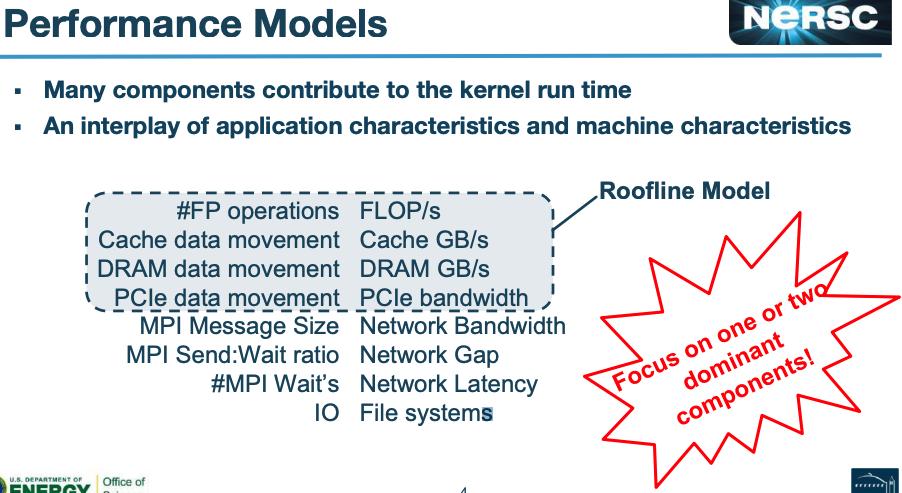 Performance Models
NERSC
▪ Many components contribute to the kernel run time
▪ An interplay of application characteristics and machine characteristics
Roofline Model
#FP operations FLOP/s
Cache data movement Cache GB/s
DRAM data movement DRAM GB/s
PCIe data movement PCIe bandwidth
MPI Message Size Network Bandwidth
MPI Send:Wait ratio Network Gap
#MPI Wait's Network Latency
IO File systems
Focus on one or two
dominant
components!
U.S. DEPARTMENT OF
ENERGY
Office of